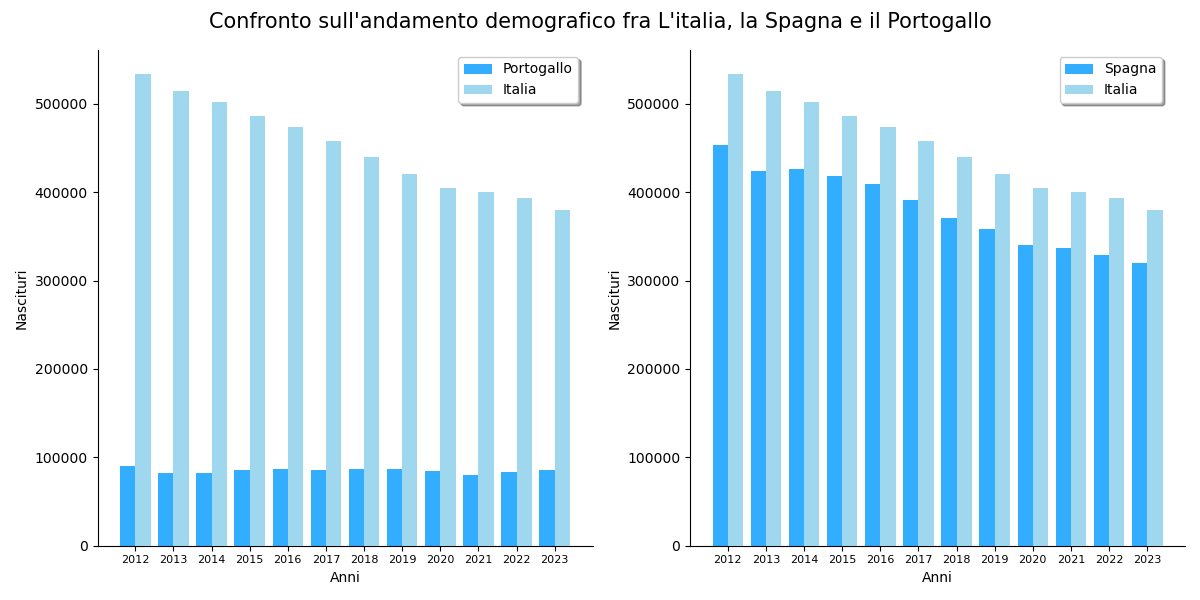 Confronto sull'andamento demografico fra L'italia, la Spagna e il Portogallo
Portogallo
Italia
500000
400000
300000
200000
100000
0
Nascituri
2012 2013 2014 2015 2016 2017 2018 2019 2020 2021 2022 2023
Anni
Spagna
Italia
500000
400000
300000
200000
100000
0
Nascituri
2012 2013 2014 2015 2016 2017 2018 2019 2020 2021 2022 2023
Anni